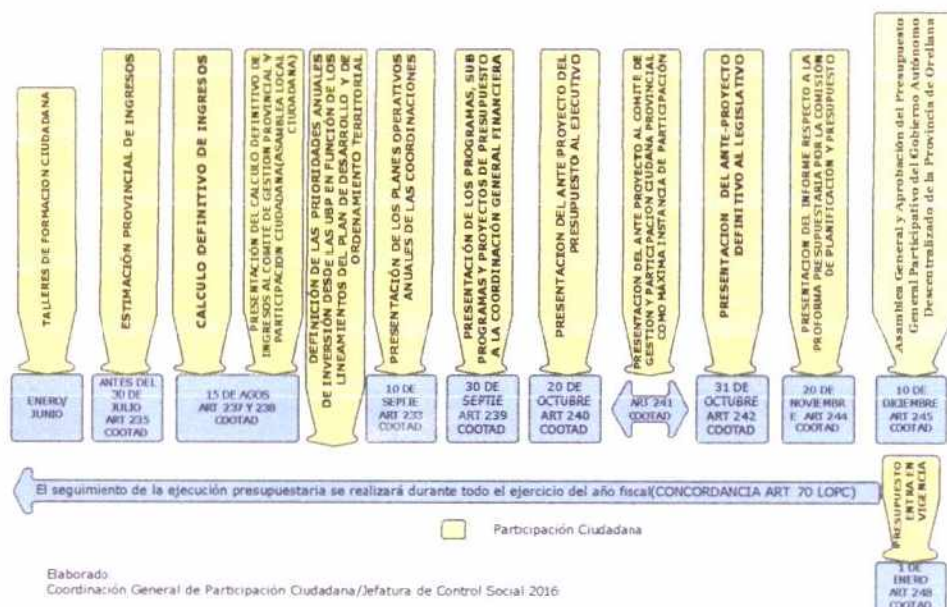 TALLERES DE FORMACION CIUDADANA
ENERO/
JUNIO
ESTIMACIÓN PROVINCIAL DE INGRESOS
ANTES DEL
30 DE
JULIO
ART 235
COOTAD
CALCULO DEFINITIVO DE INGRESOS
PRESENTACIÓN DEL CALCULO DEFINITIVO DE
INGRESOS AL COMITÉ DE GESTION PROVINCIAL Y
PARTICIPACION CIUDADANA(ASAMBLEA LOCAL
CIUDADANA)
15 DE AGOS
ART 237 Y 238
COOTAD
DEFINICIÓN DE LAS PRIORIDADES ANUALES
DE INVERSIÓN DESDE LAS UBP EN FUNCIÓN DE LOS
LINEAMIENTOS DEL PLAN DE DESARROLLO Y DE
ORDENAMIENTO TERRITORIAL
PRESENTACIÓN DE LOS PLANES OPERATIVOS
ANUALES DE LAS COORDINACIONES
10 DE
SEPTIE
ART 233
COOTAD
PRESENTACIÓN DE LOS PROGRAMAS, SUB
PROGRAMAS Y PROYECTOS DE PRESUPUESTO
A LA COORDINACIÓN GENERAL FINANCIERA
30 DE
SEPTIE
ART 239
COOTAD
PRESENTACION DEL ANTE PROYECTO DEL
PRESUPUESTO AL EJECUTIVO
20 DE
OCTUBRE
ART 240
COOTAD
PRESENTACION DEL ANTE PROYECTO AL COMITE DE
GESTION Y PARTICIPACIÓN CIUDANA PROVINCIAL
COMO MÁXIMA INSTANCIA DE PARTICIPACIÓN
ART 241
COOTAD
PRESENTACION DEL ANTE-PROYECTO
DEFINITIVO AL LEGISLATIVO
31 DE
OCTUBRE
ART 242
COOTAD
PRESENTACION DEL INFORME RESPECTO A LA
PROFORMA PRESUPUESTARIA POR LA COMISION
DE PLANIFICACIÓN Y PRESUPUESTO
20 DE
NOVIEMBR
E ART 244
COOTAD
Asamblea General y Aprobación del Presupuesto
General Participativo del Gobierno Autónomo
Descentralizado de la Provincia de Orellana
10 DE
DICIEMBRE
ART 245
COOTAD
El seguimiento de la ejecución presupuestaria se realizará durante todo el ejercicio del año fiscal(CONCORDANCIA ART 70 LOPC)
PRESUPUESTO
ENTRA EN
VIGENCIA
1 DE
ENERO
ART 248
COOTAD
Participación Ciudadana
Elaborado
Coordinación General de Participación Ciudadana/Jefatura de Control Social 2016